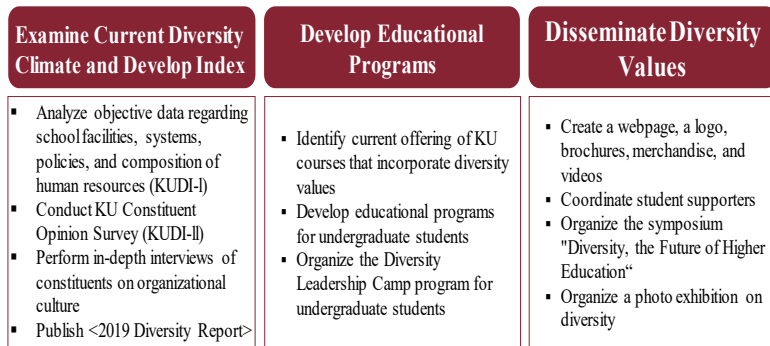 Examine Current Diversity
Climate and Develop Index
▪ Analyze objective data regarding
school facilities, systems,
policies, and composition of
human resources (KUDI-I)
▪ Conduct KU Constituent
Opinion Survey (KUDI-II)
▪ Perform in-depth interviews of
constituents on organizational
culture
▪ Publish <2019 Diversity Report>
Develop Educational
Programs
▪ Identify current offering of KU
courses that incorporate diversity
values
▪ Develop educational programs
for undergraduate students
▪ Organize the Diversity
Leadership Camp program for
undergraduate students
Disseminate Diversity
Values
▪ Create a webpage, a logo,
brochures, merchandise, and
videos
▪ Coordinate student supporters
▪ Organize the symposium
"Diversity, the Future of Higher
Education“
▪ Organize a photo exhibition on
diversity